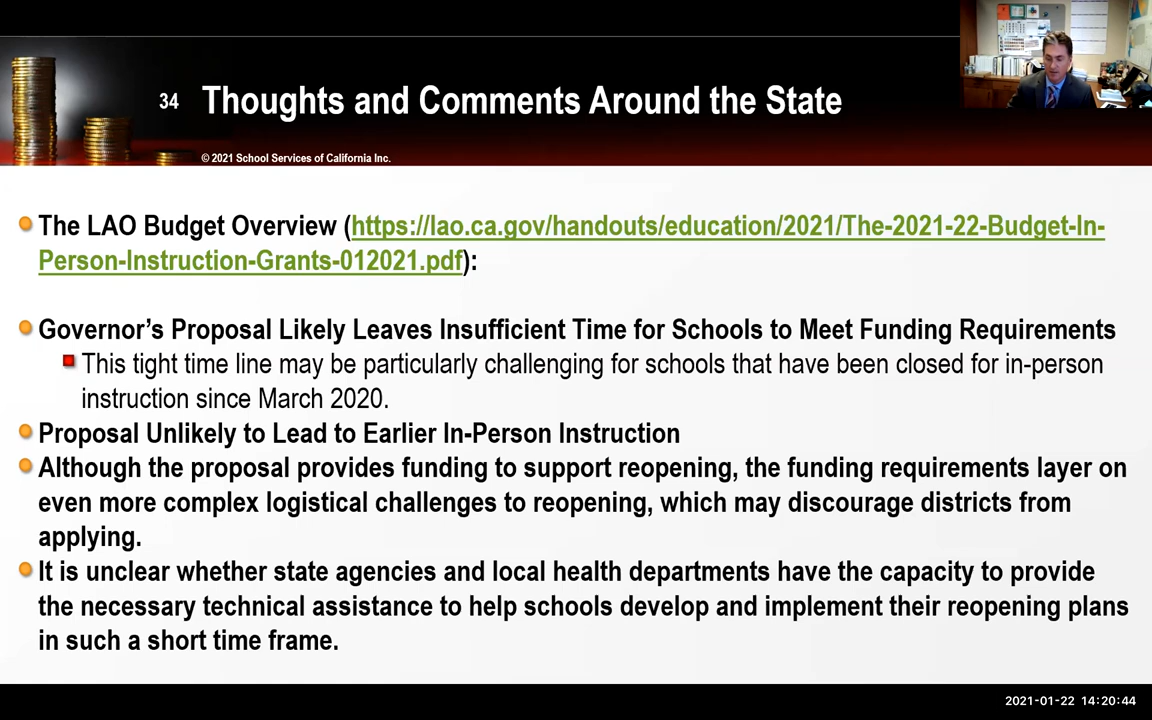 34 Thoughts and Comments Around the State
© 2021 School Services of California Inc.
The LAO Budget Overview (https://lao.ca.gov/handouts/education/2021/The-2021-22-Budget-In-
Person-Instruction-Grants-012021.pdf):
Governor’s Proposal Likely Leaves Insufficient Time for Schools to Meet Funding Requirements
This tight time line may be particularly challenging for schools that have been closed for in-person
instruction since March 2020.
Proposal Unlikely to Lead to Earlier In-Person Instruction
Although the proposal provides funding to support reopening, the funding requirements layer on
even more complex logistical challenges to reopening, which may discourage districts from
applying.
It is unclear whether state agencies and local health departments have the capacity to provide
the necessary technical assistance to help schools develop and implement their reopening plans
in such a short time frame.
2021-01-22 14:20:44